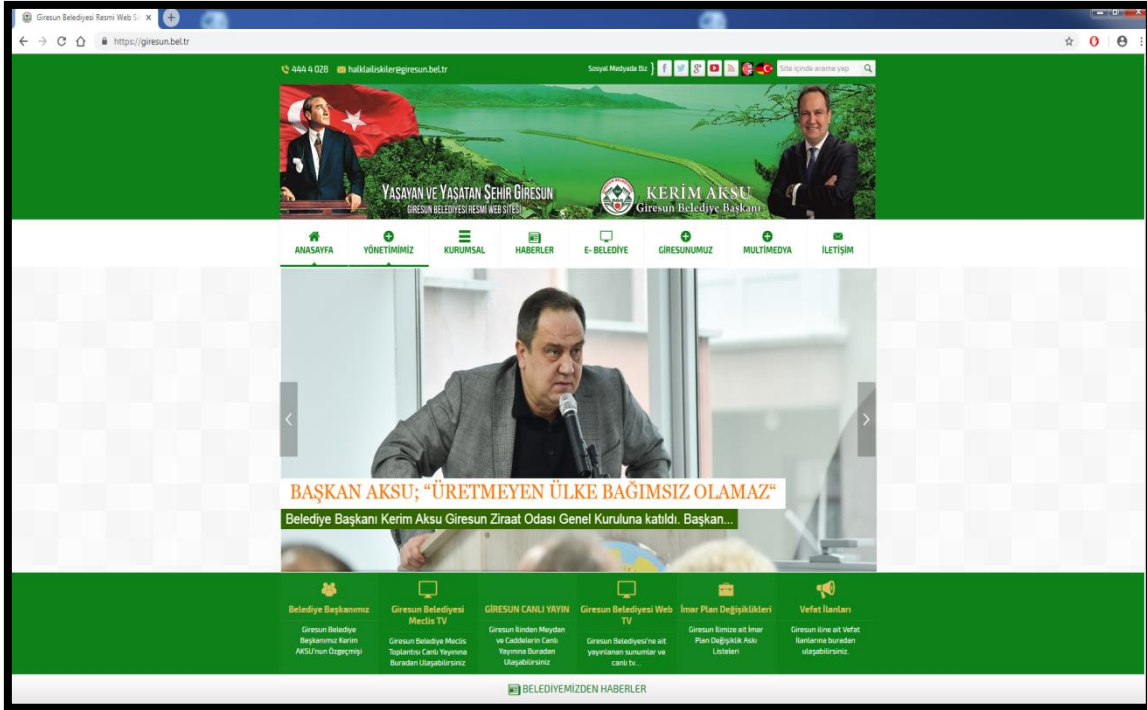 Giresun Belediyesi Resmi Web S
https://giresun.bel.tr
444 4 028 halklailiskiler@giresun.bel.tr Sosyal Medyada Biz } Site içinde arama yap
YAŞAYAN VE YAŞATAN ŞEHİR GİRESUN
GİRESUN BELEDİYESİ RESMİ WEB SİTESİ
KERİM AKSU
Giresun Belediye Başkanı
ANASAYFA YÖNETİMİMİZ KURUMSAL HABERLER E- BELEDİYE GİRESUNUMUZ MULTİMEDYA İLETİŞİM
BAŞKAN AKSU; “ÜRETMEYEN ÜLKE BAĞIMSIZ OLAMAZ“
Belediye Başkanı Kerim Aksu Giresun Ziraat Odası Genel Kuruluna katıldı. Başkan...
Belediye Başkanımız
Giresun Belediye
Başkanımız Kerim
AKSU'nun Özgeçmişi
Giresun Belediyesi
Meclis TV
Giresun Belediye Meclis
Toplantısı Canlı Yayınına
Buradan Ulaşabilirsiniz
GİRESUN CANLI YAYIN
Giresun İlinden Meydan
ve Caddelerin Canlı
Yayınına Buradan
Ulaşabilirsiniz
Giresun Belediyesi Web
TV
Giresun Belediyesi'ne ait
yayınlanan sunumlar ve
canlı tv...
İmar Plan Değişiklikleri
Giresun İlimize ait İmar
Plan Değişiklik Askı
Listeleri
Vefat İlanları
Giresun iline ait Vefat
İlanlarına buradan
ulaşabilirsiniz.
BELEDİYEMİZDEN HABERLER